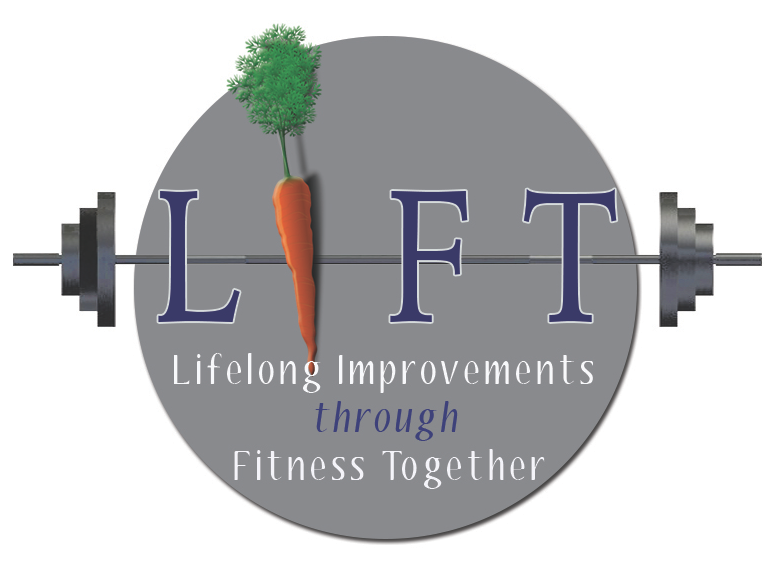 LIFT
Lifelong Improvements
through
Fitness Together